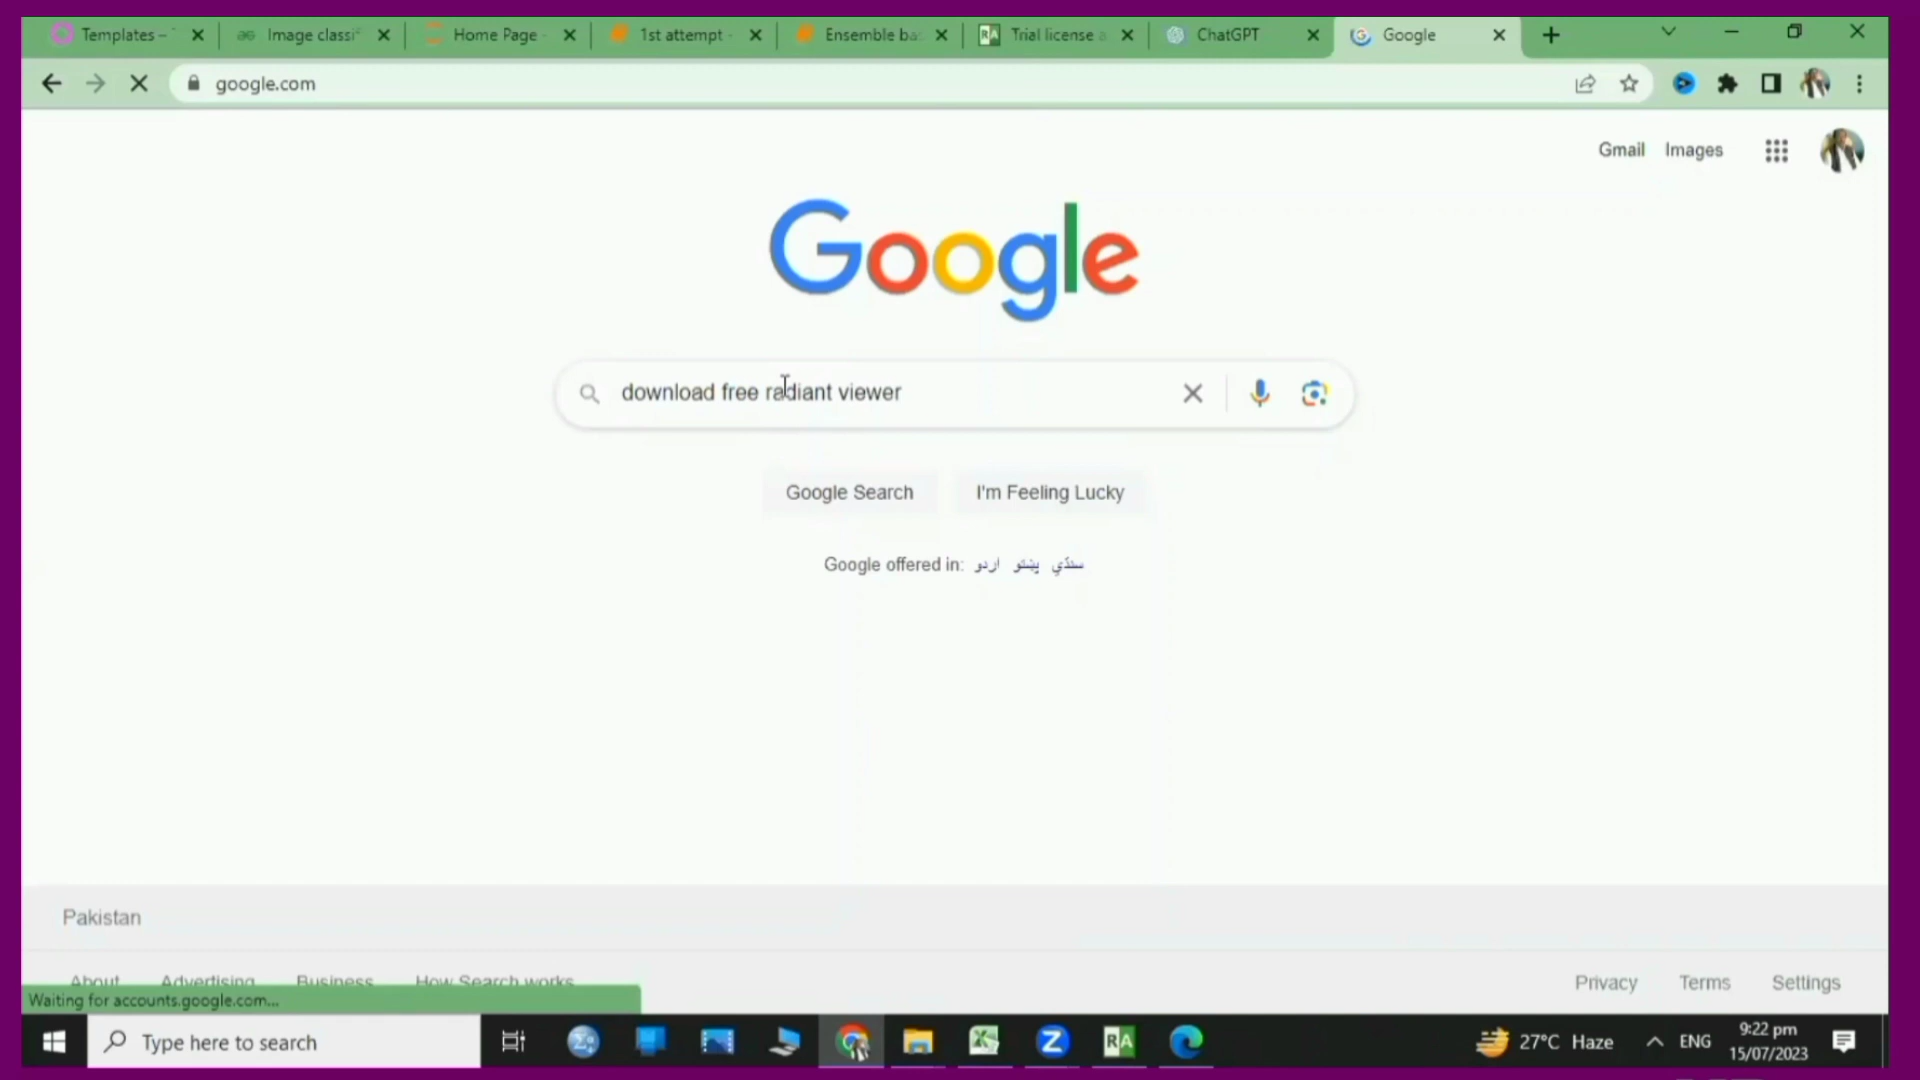 Templates – Image classi Home Page - 1st attempt - Ensemble ba Trial license a ChatGPT Google
google.com
Gmail Images
Google
download free radiant viewer
Google Search I'm Feeling Lucky
Google offered in: اردو پښتو سنڌي
Pakistan
About Advertising Business How Search works Privacy Terms Settings
Waiting for accounts.google.com...
Type here to search RA 27°C Haze ENG 9:22 pm
15/07/2023